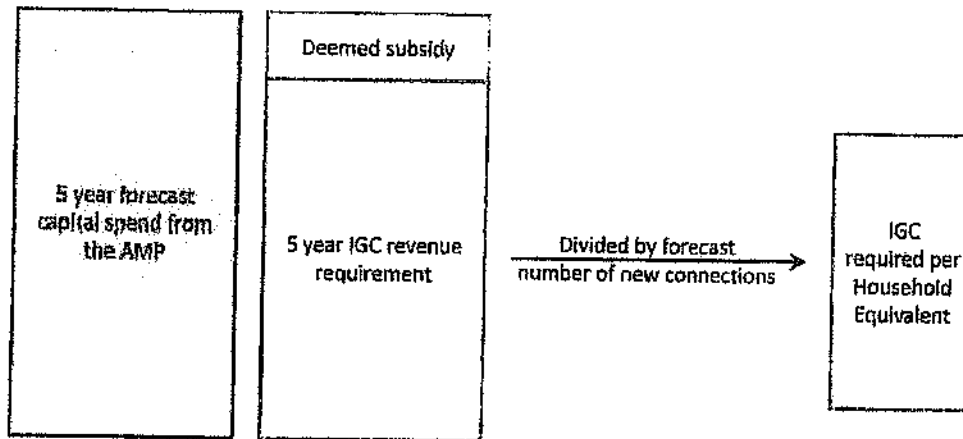 Deemed subsidy
5 year forecast
capital spend from
the AMP
5 year IGC revenue
requirement
Divided by forecast
number of new connections
IGC
required per
Household
Equivalent